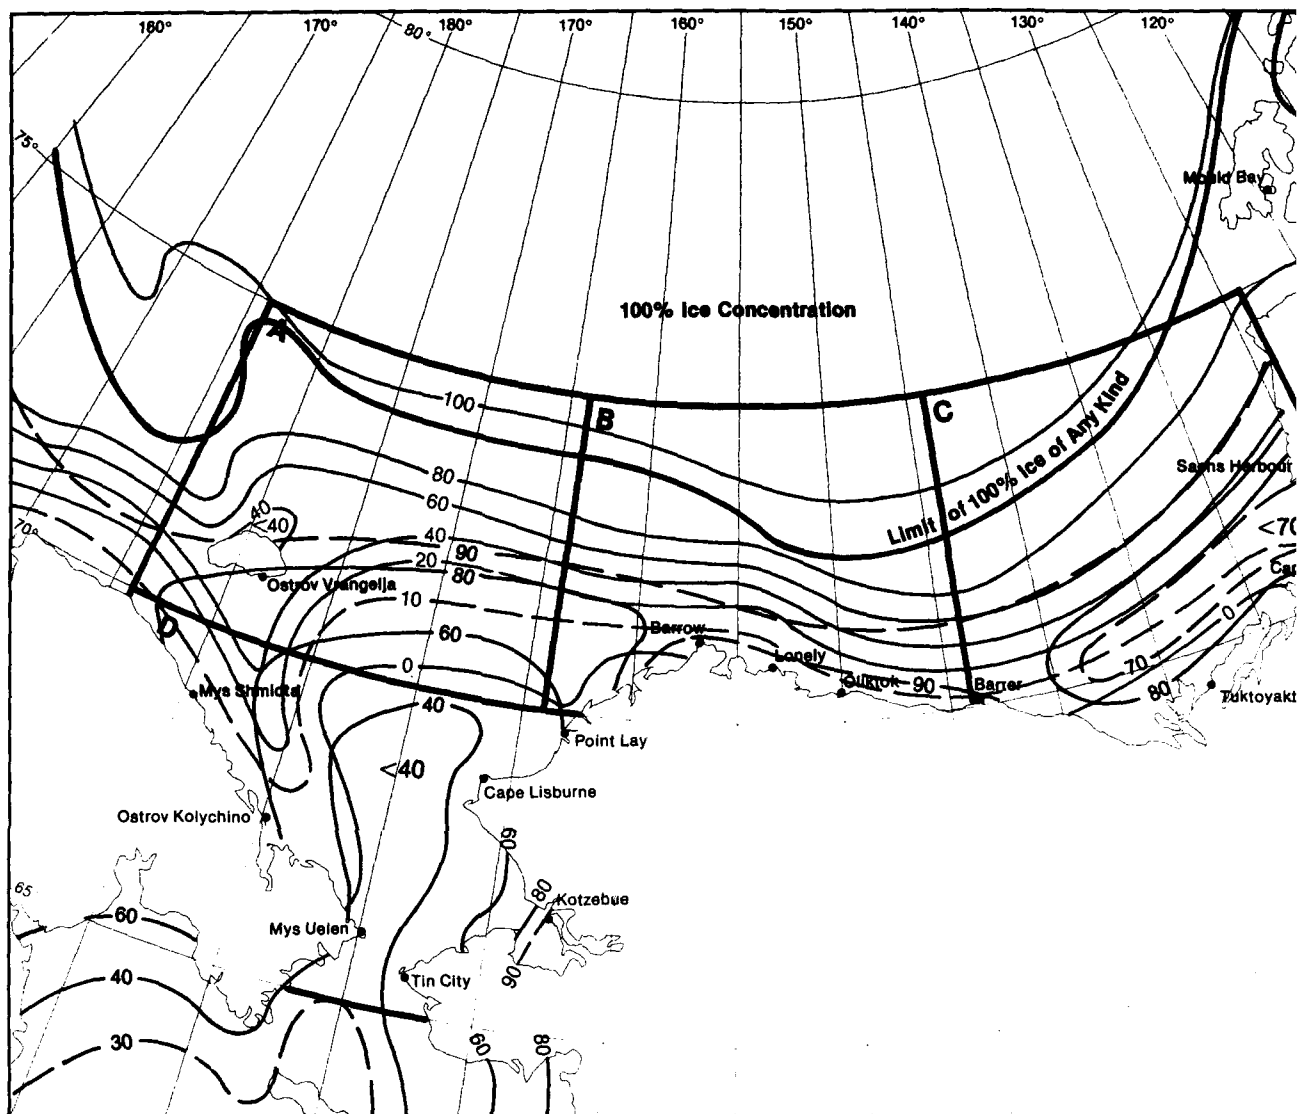 160° 170° 80° 180° 170° 160° 150° 140° 130° 120°
75°
Mould Bay
100% Ice Concentration
A
100
B
C
Limit of 100% Ice of Any Kind
80
60
Sachs Harbour
40
<40
40
90
<70
70°
20
80
Ostrov Vrangelja
10
0
D
60
Barrow
Lonely
0
Oliktok
90
Barter
70
80
Mys Shmidta
40
Tuktoyakt
Point Lay
<40
Cape Lisburne
Ostrov Kolychino
60
65
80
Kotzebue
60
Mys Uelen
90
40
Tin City
30
60
80